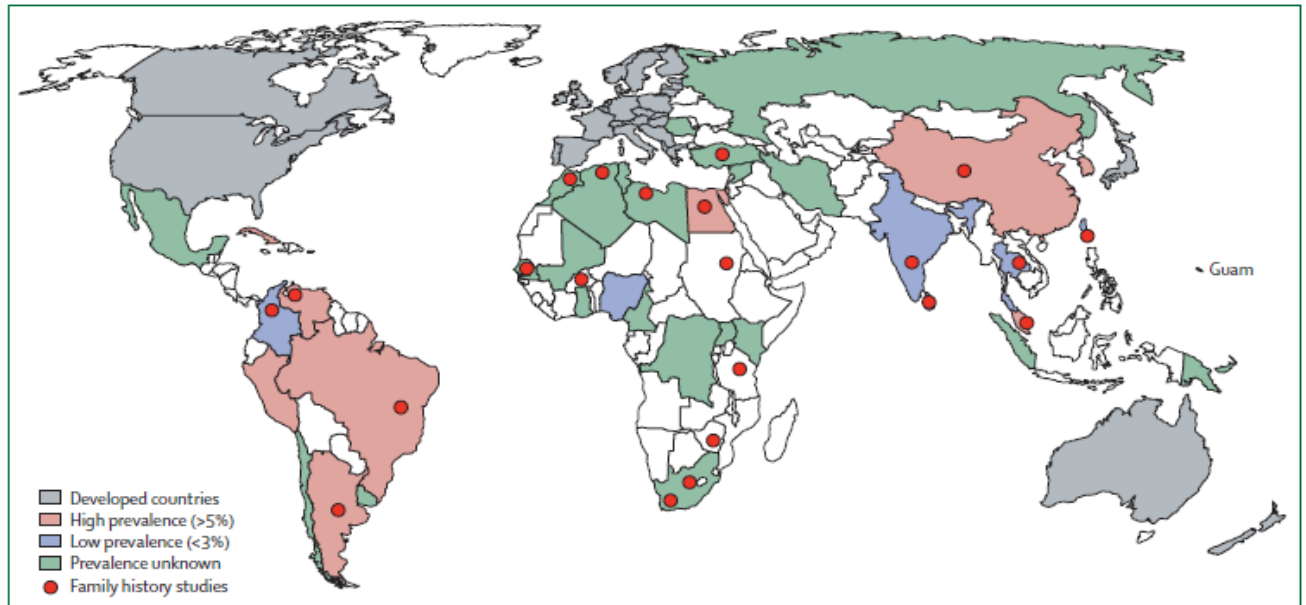 Guam
Developed countries
High prevalence (>5%)
Low prevalence (<3%)
Prevalence unknown
Family history studies